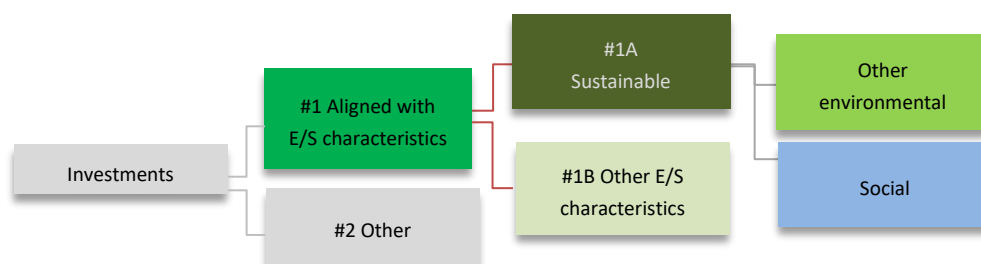 Investments
#1 Aligned with
E/S characteristics
#2 Other
#1A
Sustainable
#1B Other E/S
characteristics
Other
environmental
Social